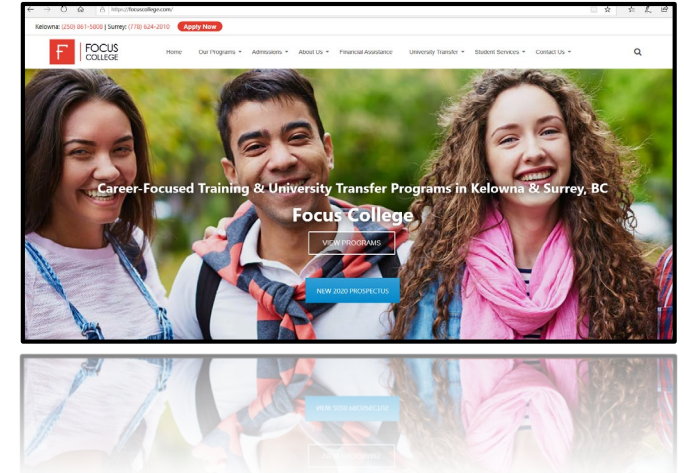 https://focuscollege.com/
Kelowna: (250) 861-5808 | Surrey: (778) 624-2010 Apply Now
F FOCUS COLLEGE
Home Our Programs Admissions About Us Financial Assistance University Transfer Student Services Contact Us
Career-Focused Training & University Transfer Programs in Kelowna & Surrey, BC
Focus College
VIEW PROGRAMS
NEW 2020 PROSPECTUS